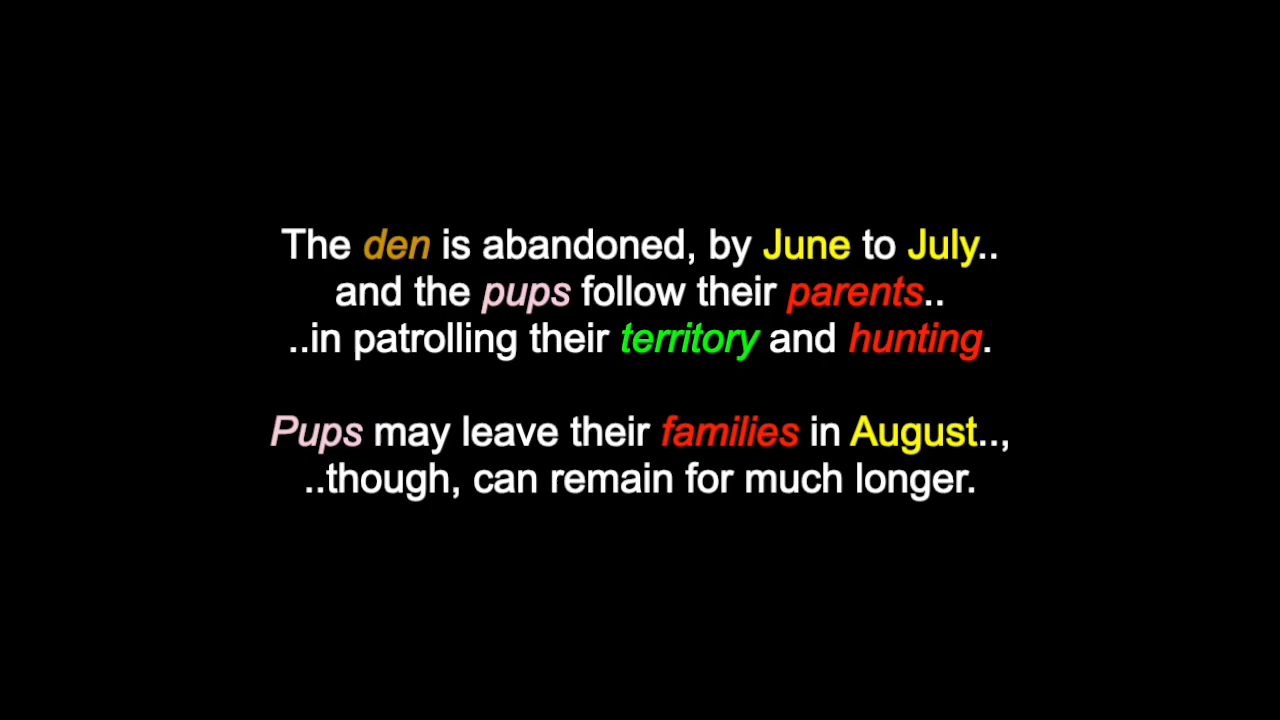 The den is abandoned, by June to July..
and the pups follow their parents..
..in patrolling their territory and hunting.
Pups may leave their families in August..,
..though, can remain for much longer.